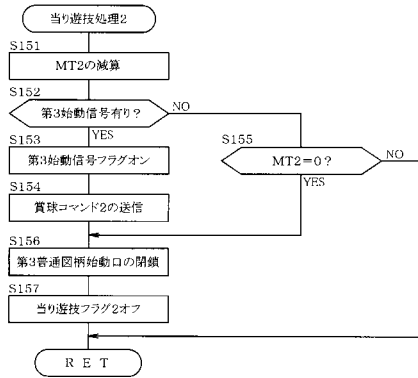 当り遊技処理2
S151
MT2の減算
S152
第3始動信号有り?
NO
YES
S153
第3始動信号フラグオン
S155
MT2=0?
NO
YES
S154
賞球コマンド2の送信
S156
第3普通図柄始動口の閉鎖
S157
当り遊技フラグ2オフ
RET